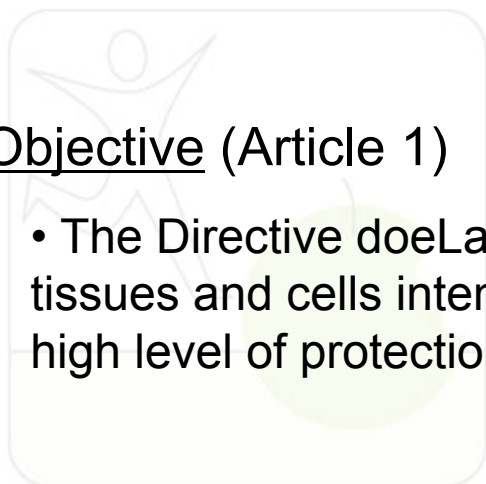 Objective (Article 1)
• The Directive doeLa
tissues and cells inter
high level of protectio